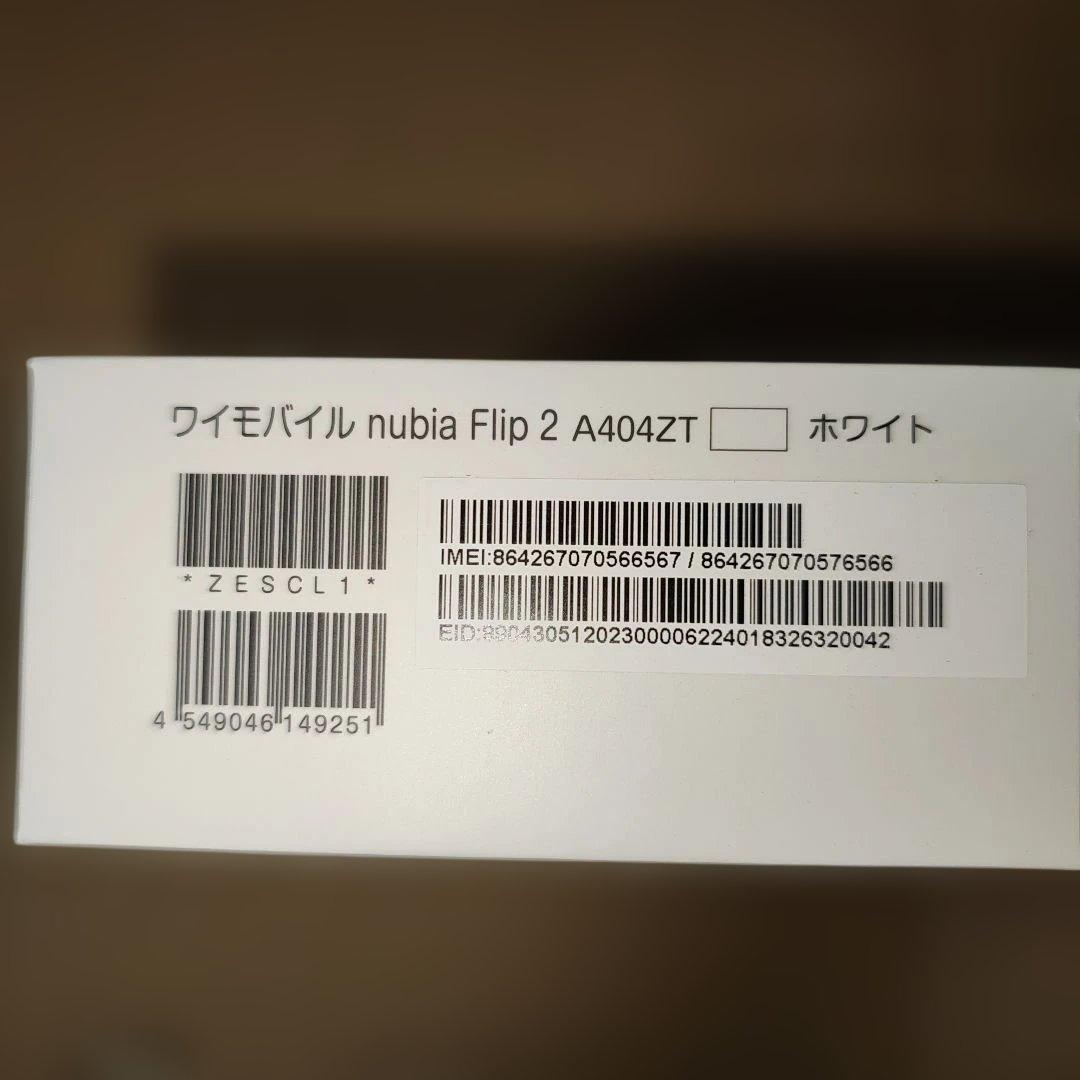 ワイモバイル nubia Flip 2 A404ZT ホワイト
*ZESCL1*
4 549046 149251
IMEI:864267070566567 / 864267070576566
EID:89043051202300006224018326320042